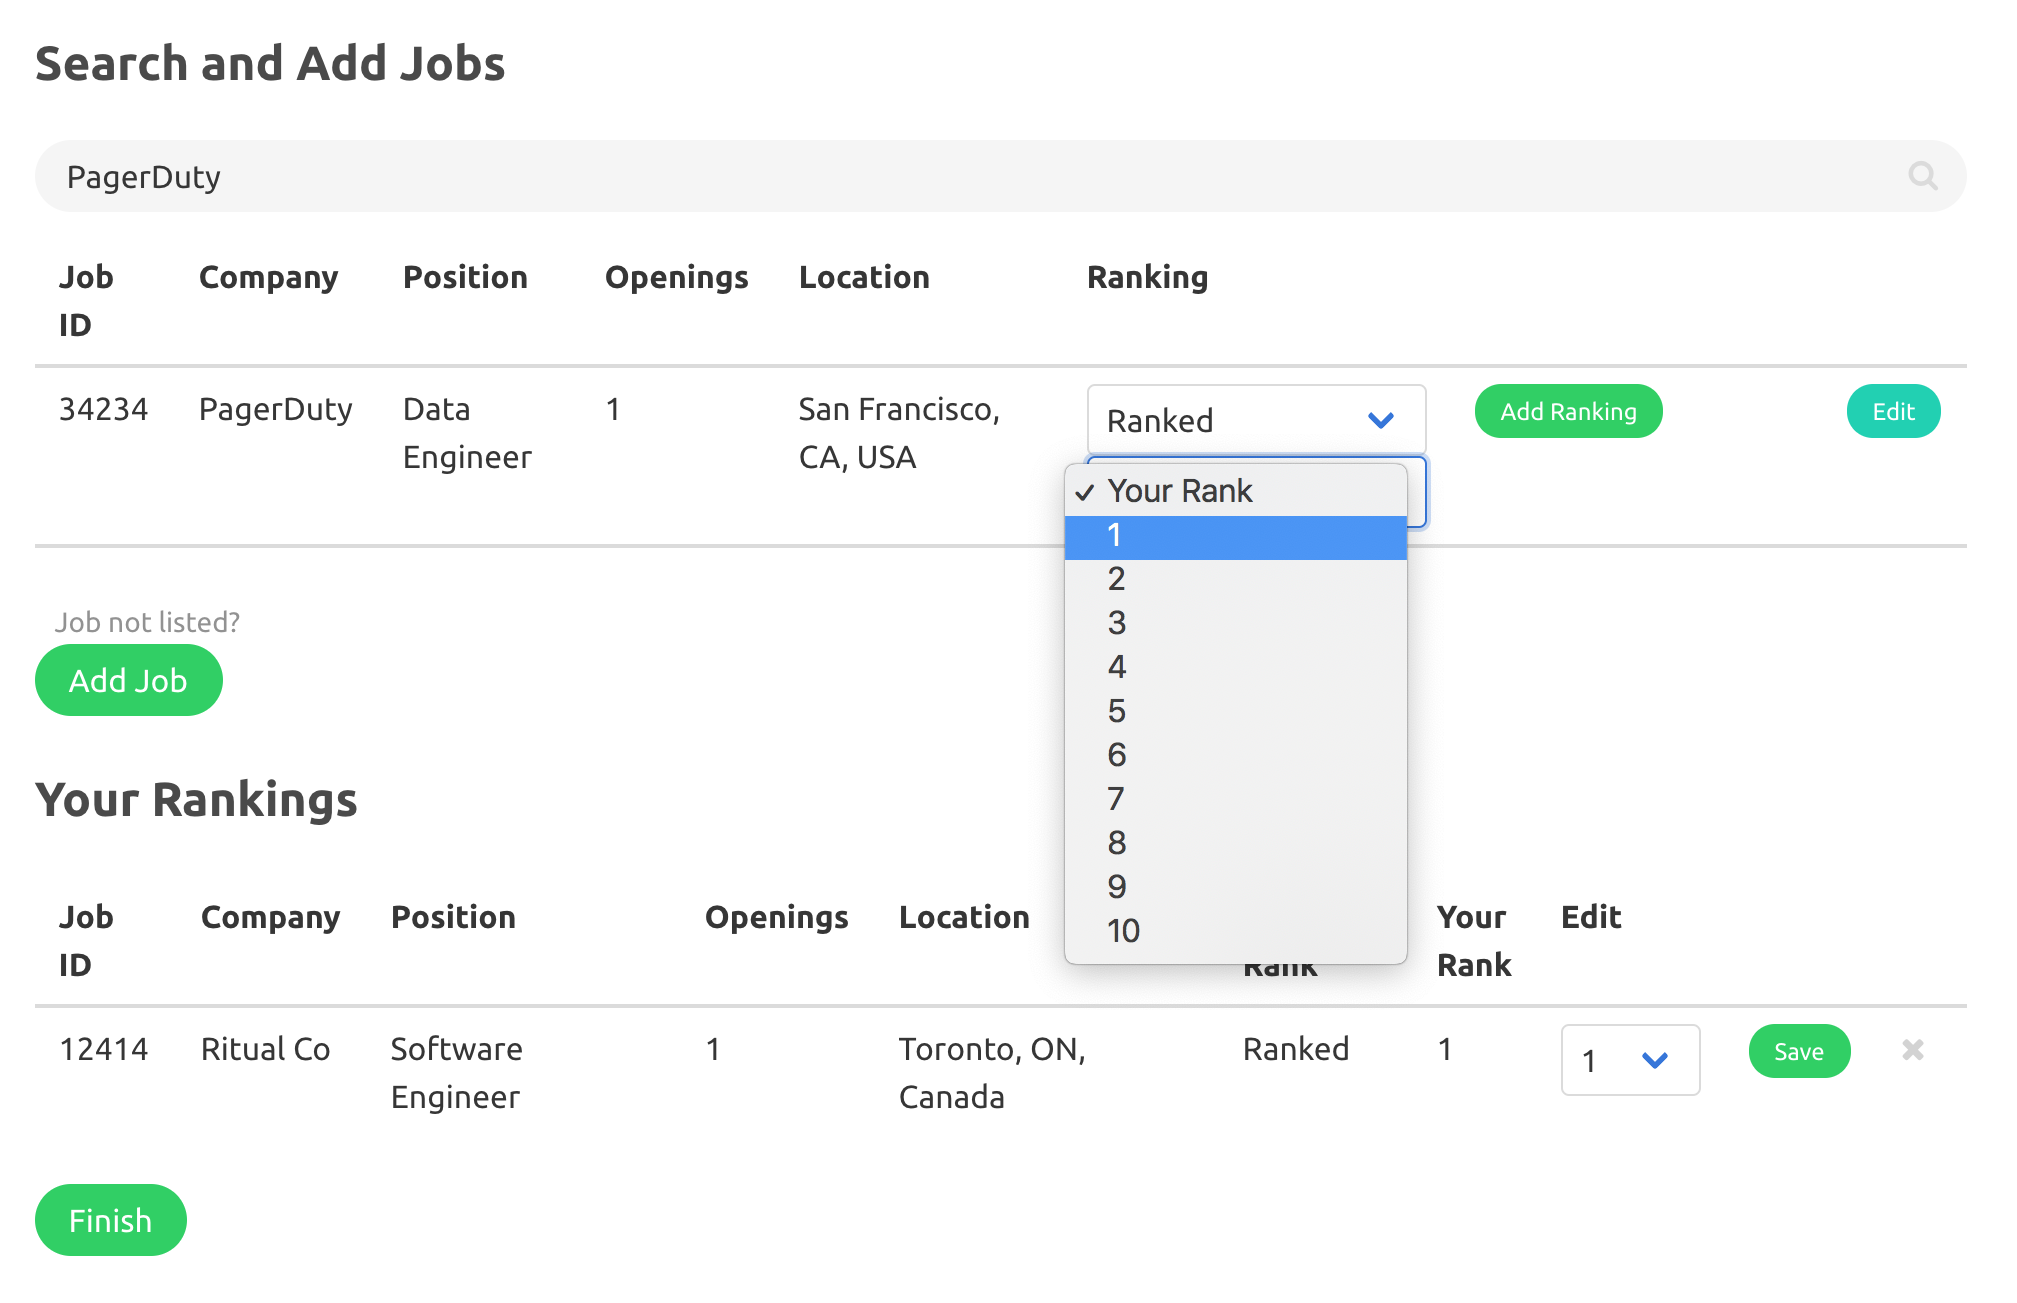 Search and Add Jobs
PagerDuty
Job ID Company Position Openings Location Ranking
34234 PagerDuty Data Engineer 1 San Francisco, CA, USA Ranked Add Ranking Edit
✓ Your Rank
1
2
3
4
5
6
7
8
9
10
Job not listed?
Add Job
Your Rankings
Job ID Company Position Openings Location Rank Your Rank Edit
12414 Ritual Co Software Engineer 1 Toronto, ON, Canada Ranked 1 1 Save
Finish